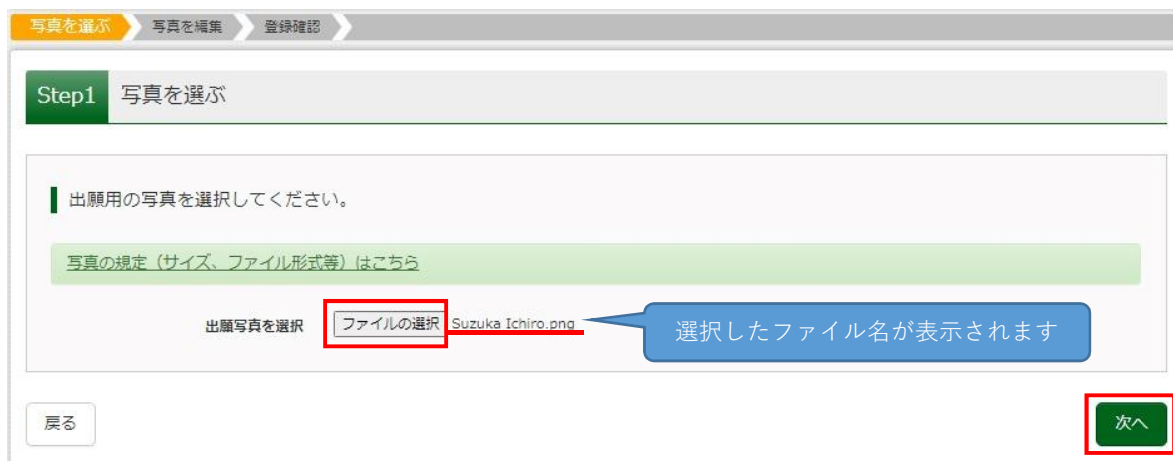 写真を選ぶ 写真を編集 登録確認
Step1 写真を選ぶ
出願用の写真を選択してください。
写真の規定（サイズ、ファイル形式等）はこちら
出願写真を選択 ファイルの選択 Suzuka Ichiro.png 選択したファイル名が表示されます
戻る 次へ